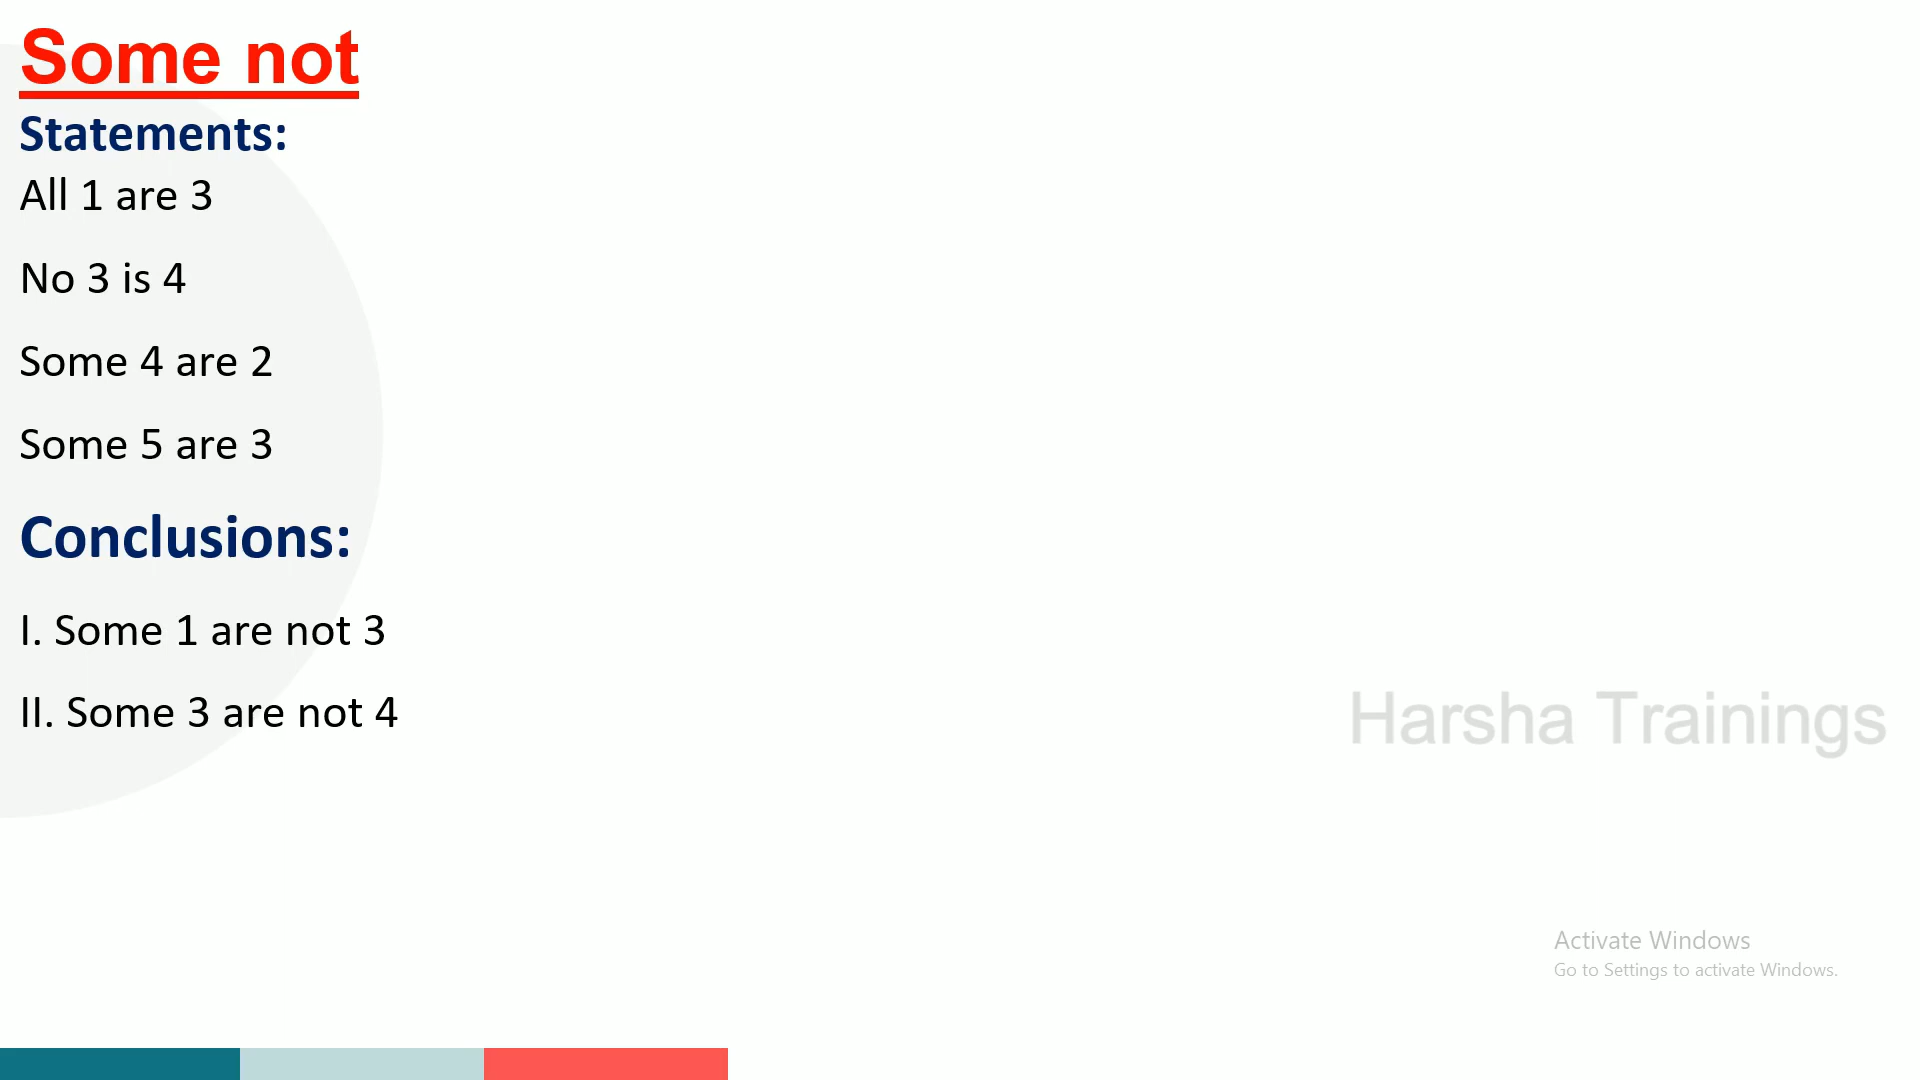 Some not
Statements:
All 1 are 3
No 3 is 4
Some 4 are 2
Some 5 are 3
Conclusions:
I. Some 1 are not 3
II. Some 3 are not 4
Harsha Trainings
Activate Windows
Go to Settings to activate Windows.